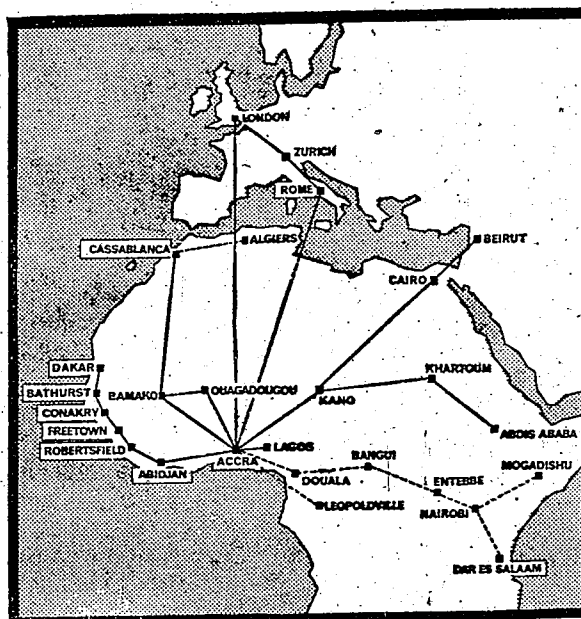 LONDON
ZURICH
ROME
CASSABLANCA
ALGIERS
BEIRUT
CAIRO
DAKAR
KHARTOUM
BATHURST
BAMAKO
OUAGADOUGOU
KANO
CONAKRY
FREETOWN
ABDIS ABABA
ROBERTSFIELD
LAGOS
ACCRA
BANGUI
MOGADISHU
ABIDJAN
DOUALA
ENTEBBE
LEOPOLDVILLE
NAIROBI
DAR ES SALAAM